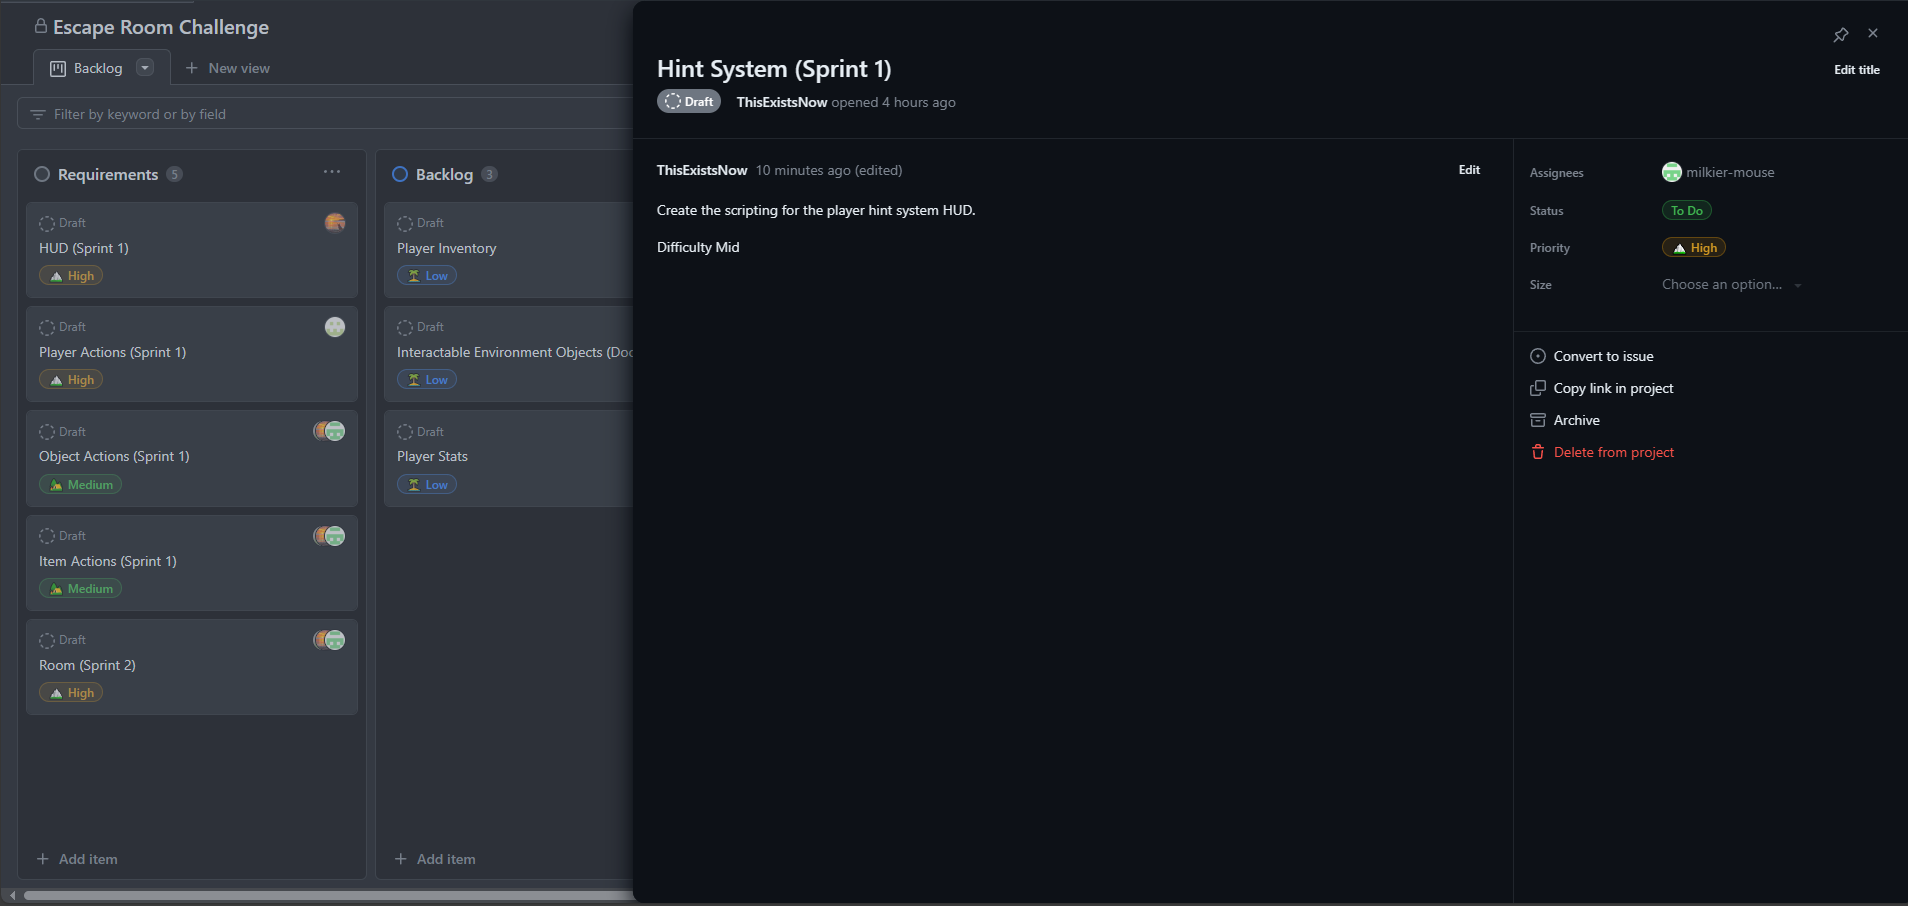 Escape Room Challenge
Backlog
New view
Filter by keyword or by field
Requirements 5
Draft
HUD (Sprint 1)
High
Draft
Player Actions (Sprint 1)
High
Draft
Object Actions (Sprint 1)
Medium
Draft
Item Actions (Sprint 1)
Medium
Draft
Room (Sprint 2)
High
Add item
Backlog 3
Draft
Player Inventory
Low
Draft
Interactable Environment Objects (Doo
Low
Draft
Player Stats
Low
Add item
Hint System (Sprint 1)
Edit title
Draft
ThisExistsNow opened 4 hours ago
ThisExistsNow 10 minutes ago (edited)
Edit
Create the scripting for the player hint system HUD.
Difficulty Mid
Assignees milkier-mouse
Status To Do
Priority High
Size Choose an option...
Convert to issue
Copy link in project
Archive
Delete from project